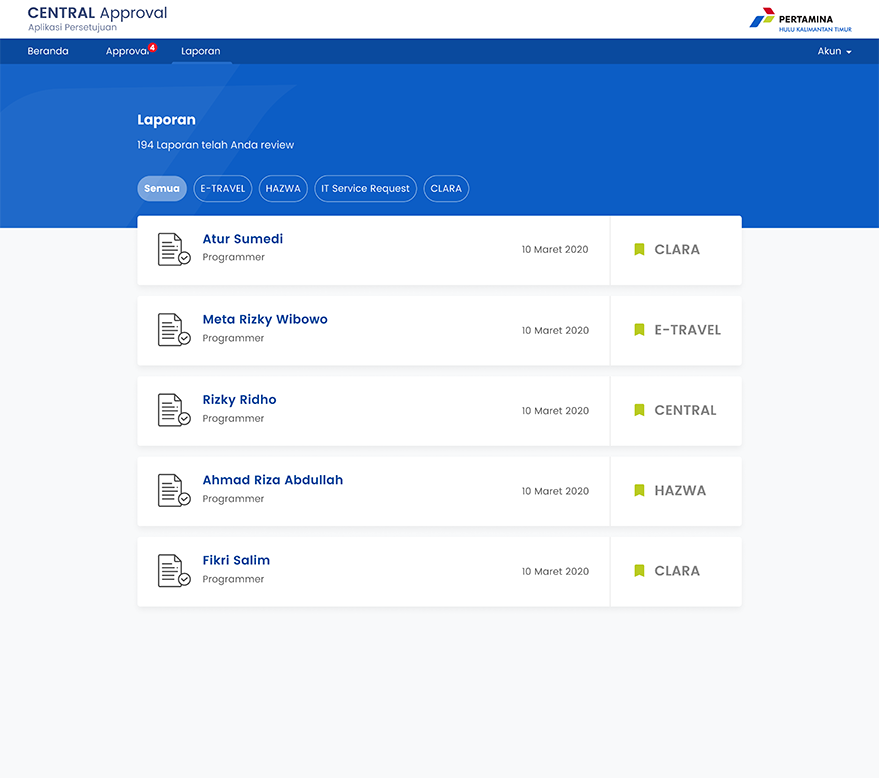 CENTRAL Approval
Aplikasi Persetujuan
PERTAMINA
HULU KALIMANTAN TIMUR
Beranda
Approval 4
Laporan
Akun
Laporan
194 Laporan telah Anda review
Semua
E-TRAVEL
HAZWA
IT Service Request
CLARA
Atur Sumedi
Programmer
10 Maret 2020
CLARA
Meta Rizky Wibowo
Programmer
10 Maret 2020
E-TRAVEL
Rizky Ridho
Programmer
10 Maret 2020
CENTRAL
Ahmad Riza Abdullah
Programmer
10 Maret 2020
HAZWA
Fikri Salim
Programmer
10 Maret 2020
CLARA